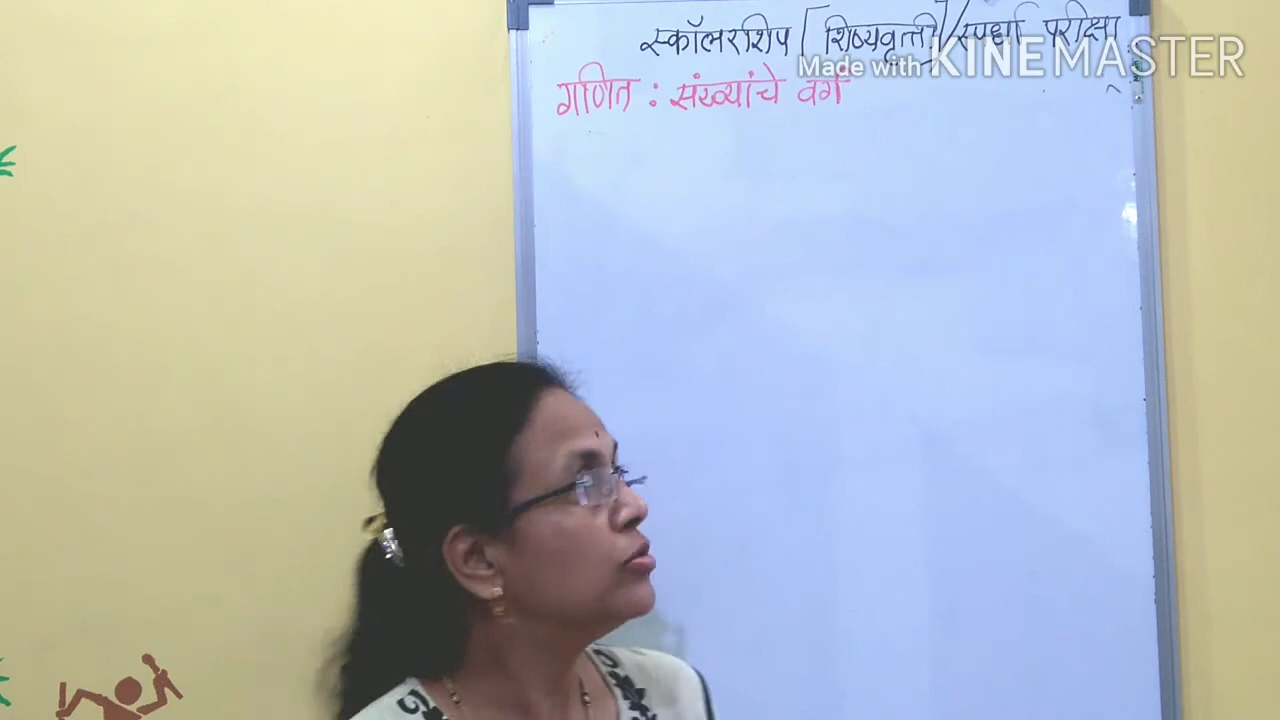 स्कॉलरशिप [शिष्यवृत्ती]/स्पर्धा परीक्षा
Made with KINEMASTER
गणित : संख्यांचे वर्ग